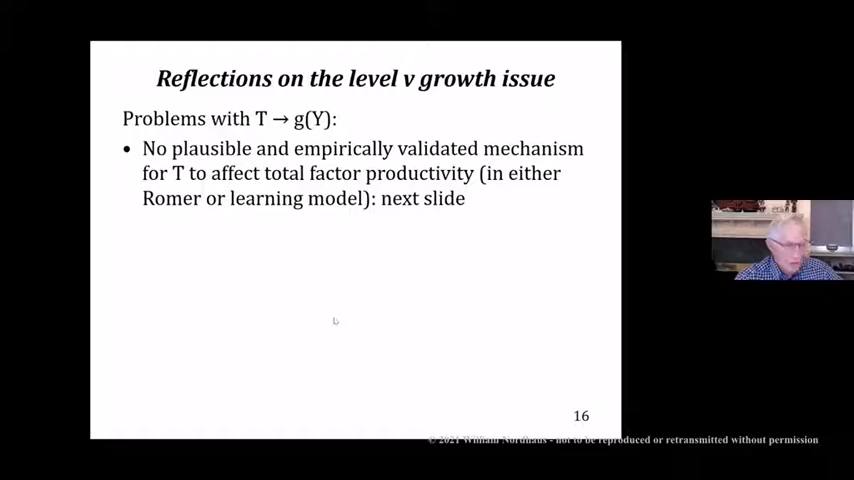 Reflections on the level v growth issue
Problems with T → g(Y):
• No plausible and empirically validated mechanism
for T to affect total factor productivity (in either
Romer or learning model): next slide
16
© 2021 William Nordhaus - not to be reproduced or retransmitted without permission